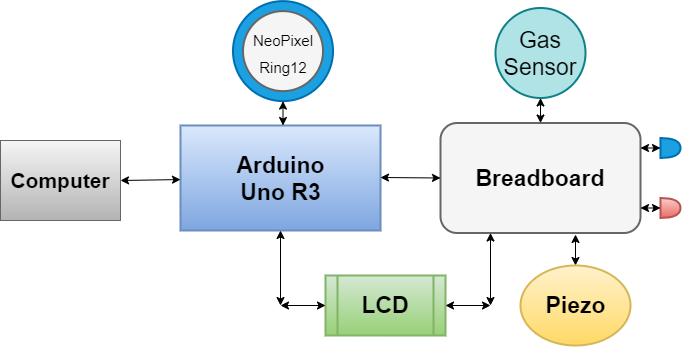 NeoPixel
Ring12
Gas
Sensor
Computer
Arduino
Uno R3
Breadboard
LCD
Piezo